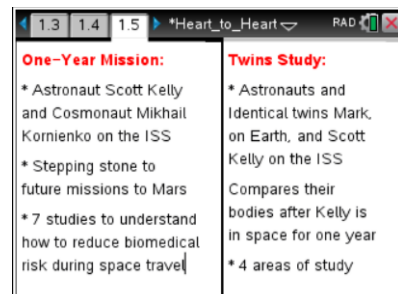 1.3 1.4 1.5 *Heart_to_Heart RAD
One-Year Mission:
* Astronaut Scott Kelly
and Cosmonaut Mikhail
Kornienko on the ISS
* Stepping stone to
future missions to Mars
* 7 studies to understand
how to reduce biomedical
risk during space travel
Twins Study:
* Astronauts and
Identical twins Mark,
on Earth, and Scott
Kelly on the ISS
Compares their
bodies after Kelly is
in space for one year
* 4 areas of study